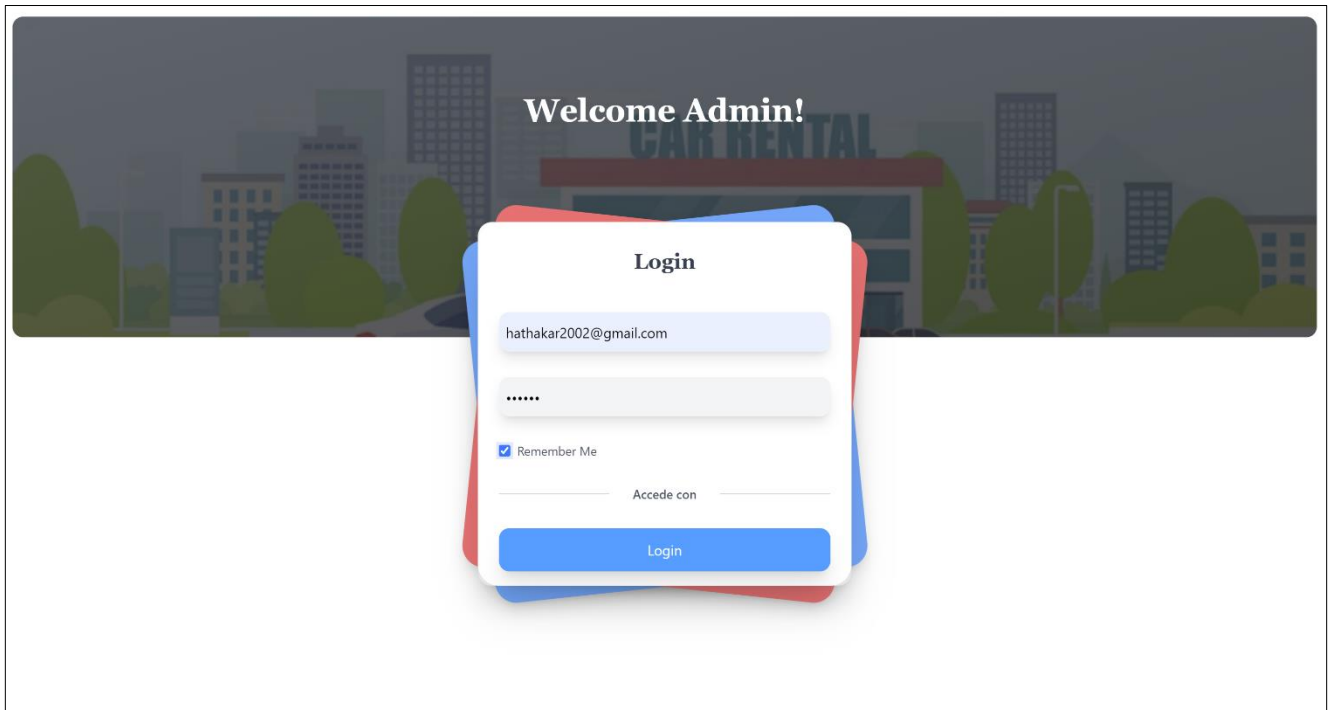 Welcome Admin!
CAR RENTAL
Login
hathakar2002@gmail.com
••••••
Remember Me
Accede con
Login